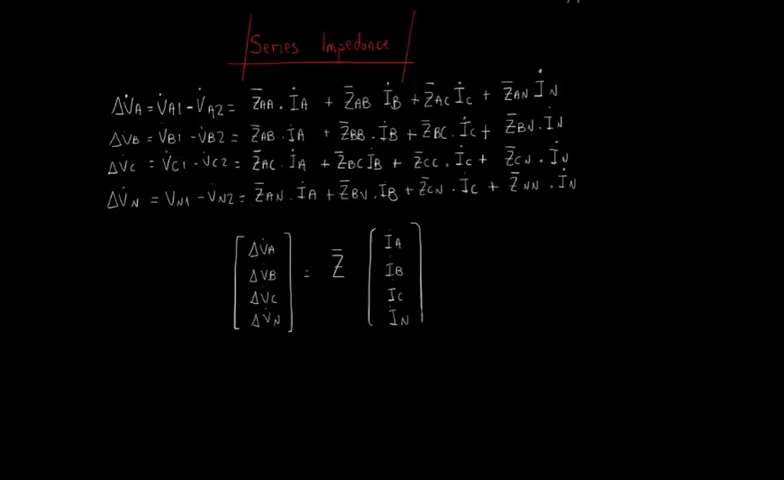 Series Impedance
ΔV̇A = V̇A1 - V̇A2 = Z̄AA . İA + Z̄AB İB + Z̄AC İC + Z̄AN İN
ΔV̇B = V̇B1 - V̇B2 = Z̄AB . İA + Z̄BB . İB + Z̄BC . İC + Z̄BN . İN
ΔV̇C = V̇C1 - V̇C2 = Z̄AC . İA + Z̄BC İB + Z̄CC . İC + Z̄CN . İN
ΔV̇N = V̇N1 - V̇N2 = Z̄AN . İA + Z̄BN . İB + Z̄CN . İC + Z̄NN . İN
[ΔV̇A ΔV̇B ΔV̇C ΔV̇N] = Z̄ [İA İB İC İN]